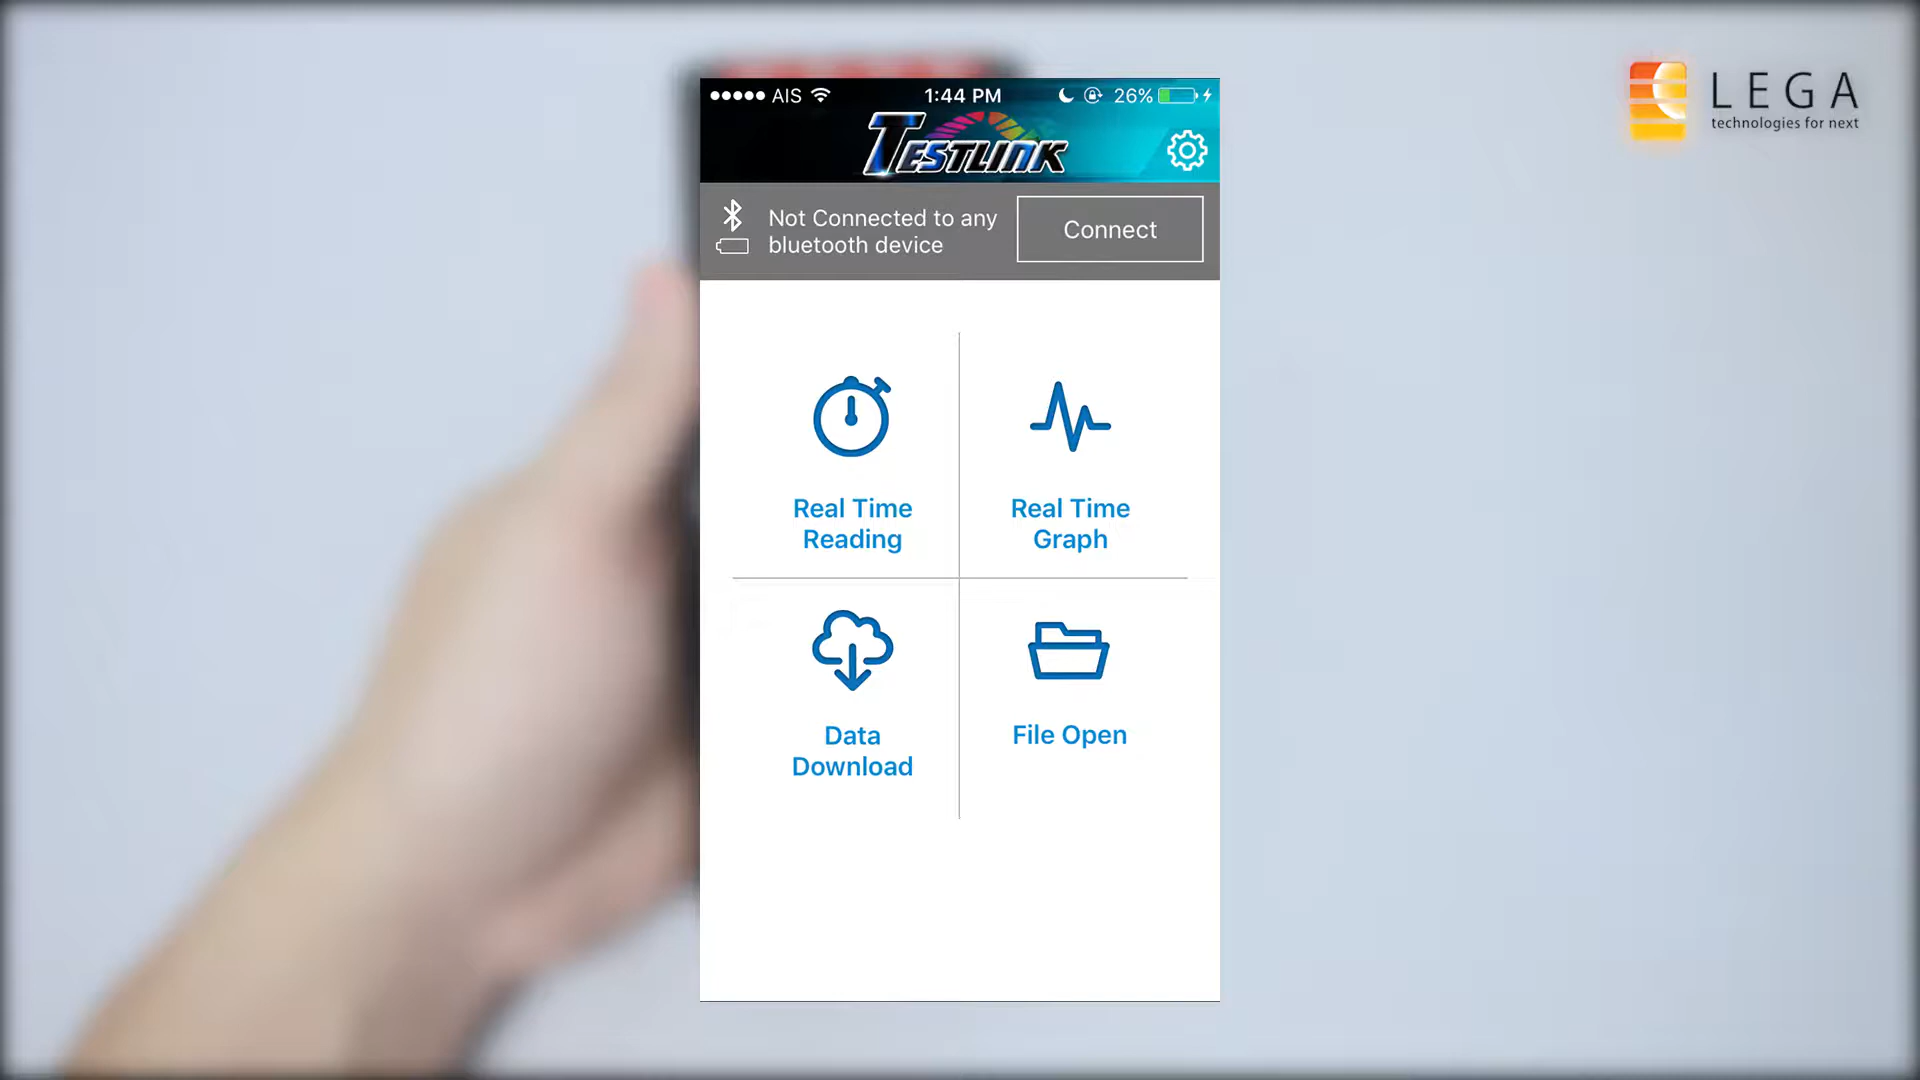 LEGA
technologies for next
AIS
1:44 PM
26%
TESTLINK
Not Connected to any
bluetooth device
Connect
Real Time
Reading
Real Time
Graph
Data
Download
File Open